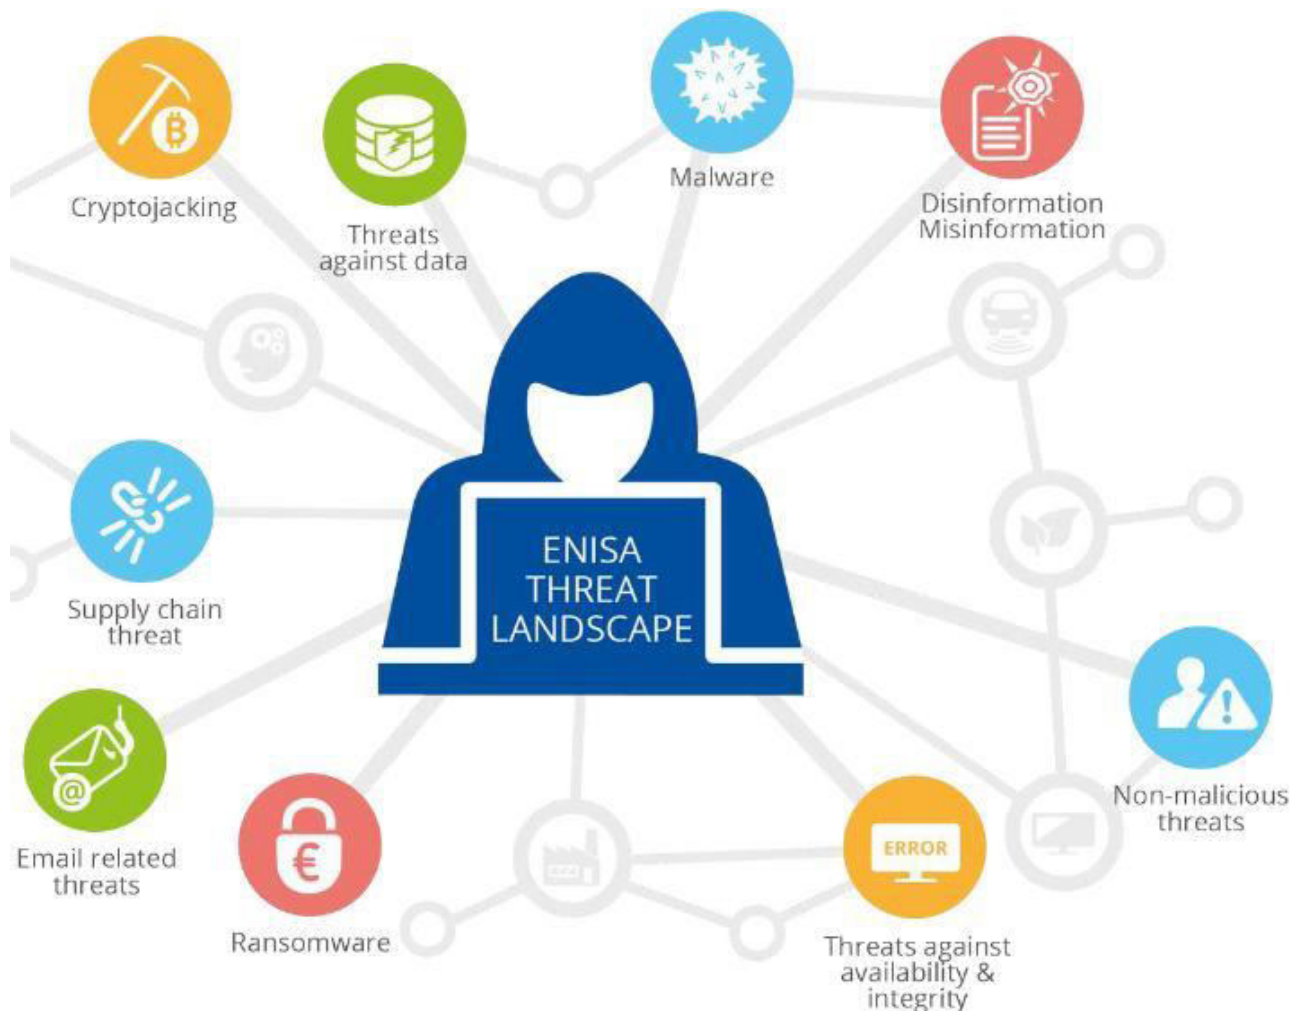 Cryptojacking
Threats
against data
Malware
Disinformation
Misinformation
ENISA
THREAT
LANDSCAPE
Supply chain
threat
@
Email related
threats
€
Ransomware
ERROR
Threats against
availability &
integrity
!
Non-malicious
threats